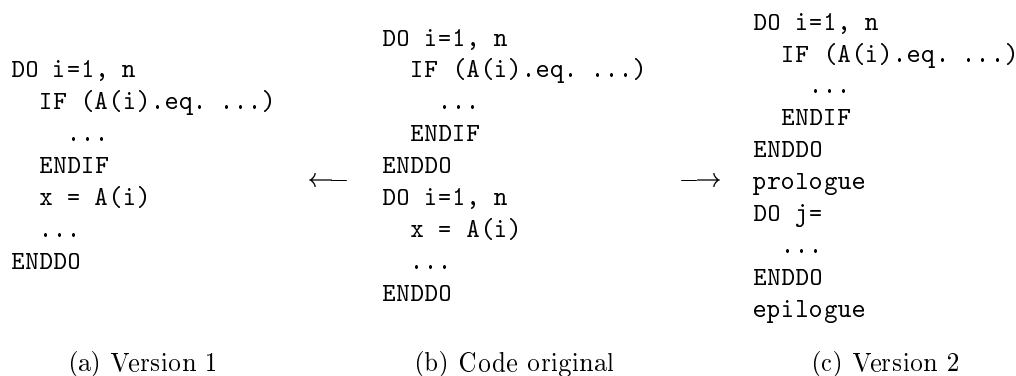 DO i=1, n
  IF (A(i).eq. ...)
    ...
  ENDIF
  x = A(i)
  ...
ENDDO
(a) Version 1
←
DO i=1, n
  IF (A(i).eq. ...)
    ...
  ENDIF
ENDDO
DO i=1, n
  x = A(i)
  ...
ENDDO
(b) Code original
→
DO i=1, n
  IF (A(i).eq. ...)
    ...
  ENDIF
ENDDO
prologue
DO j=
  ...
ENDDO
epilogue
(c) Version 2